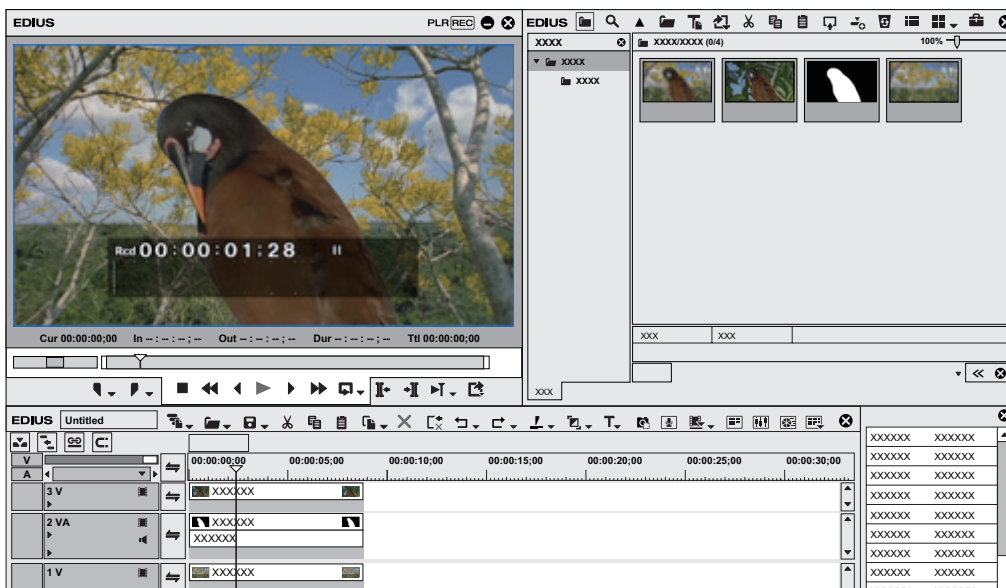 EDIUS PLR REC
Rcd 00:00:01;28
Cur 00:00:00;00 In -- : -- : -- ; -- Out -- : -- : -- ; -- Dur -- : -- : -- ; -- Ttl 00:00:00;00
EDIUS
XXXX
XXXX
XXXX
XXXX/XXXX (0/4) 100%
XXX XXX
XXX
EDIUS Untitled
V
A
00:00:00;00 00:00:05;00 00:00:10;00 00:00:15;00 00:00:20;00 00:00:25;00 00:00:30;00
3 V XXXXXX
2 VA XXXXXX
XXXXXX
1 V XXXXXX
XXXXXX XXXXXX
XXXXXX XXXXXX
XXXXXX XXXXXX
XXXXXX XXXXXX
XXXXXX XXXXXX
XXXXXX XXXXXX
XXXXXX XXXXXX
XXXXXX XXXXXX